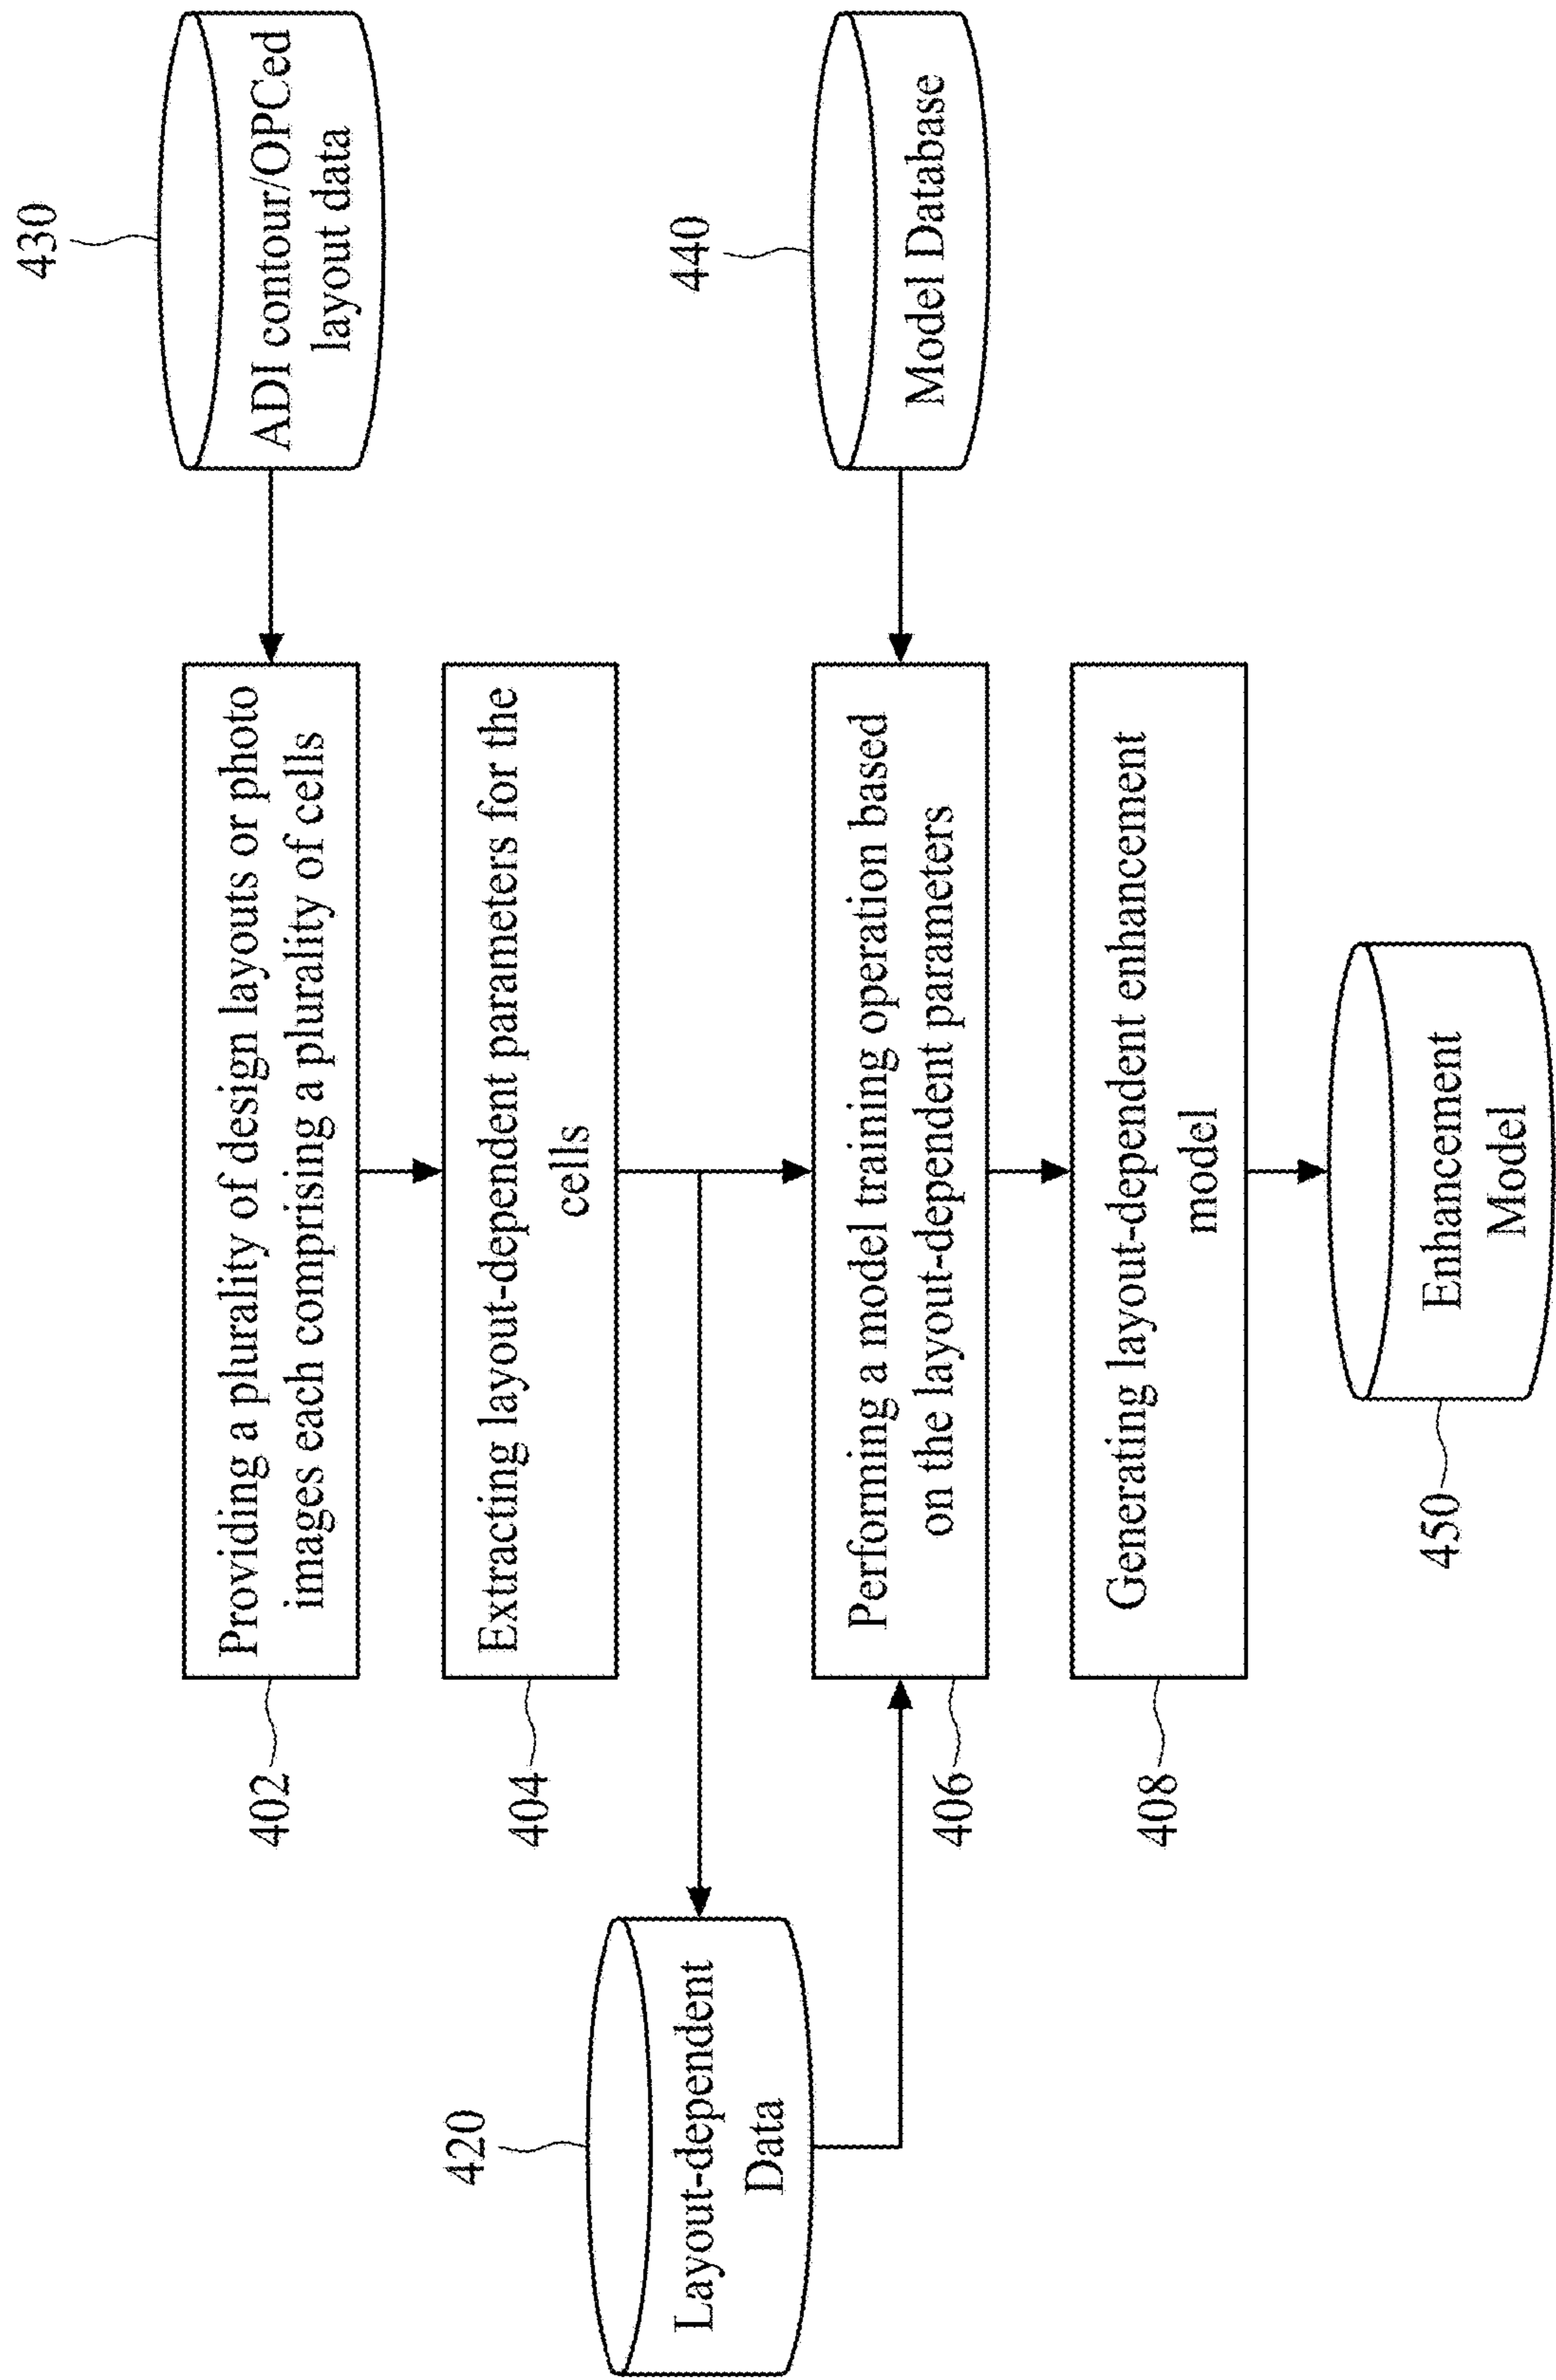 430
ADI contour/OPCed
layout data
402
Providing a plurality of design layouts or photo
images each comprising a plurality of cells
404
Extracting layout-dependent parameters for the
cells
420
Layout-dependent
Data
440
Model Database
406
Performing a model training operation based
on the layout-dependent parameters
408
Generating layout-dependent enhancement
model
450
Enhancement
Model